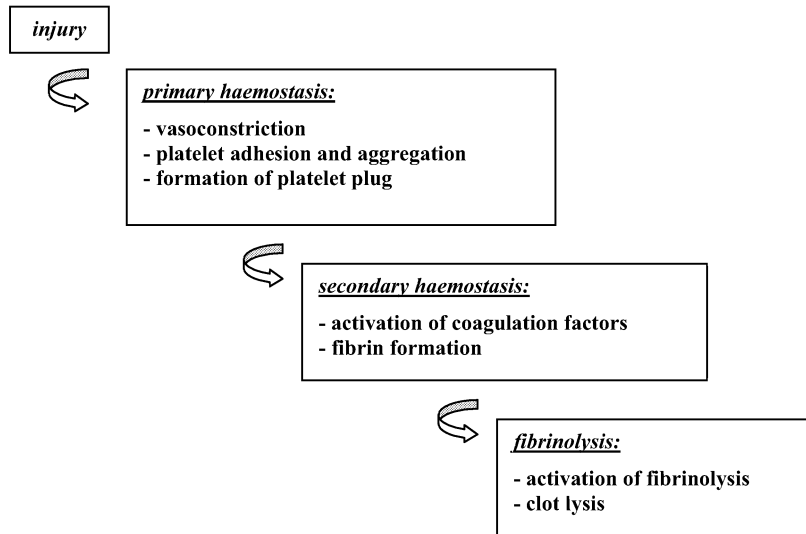 injury
primary haemostasis:
- vasoconstriction
- platelet adhesion and aggregation
- formation of platelet plug
secondary haemostasis:
- activation of coagulation factors
- fibrin formation
fibrinolysis:
- activation of fibrinolysis
- clot lysis